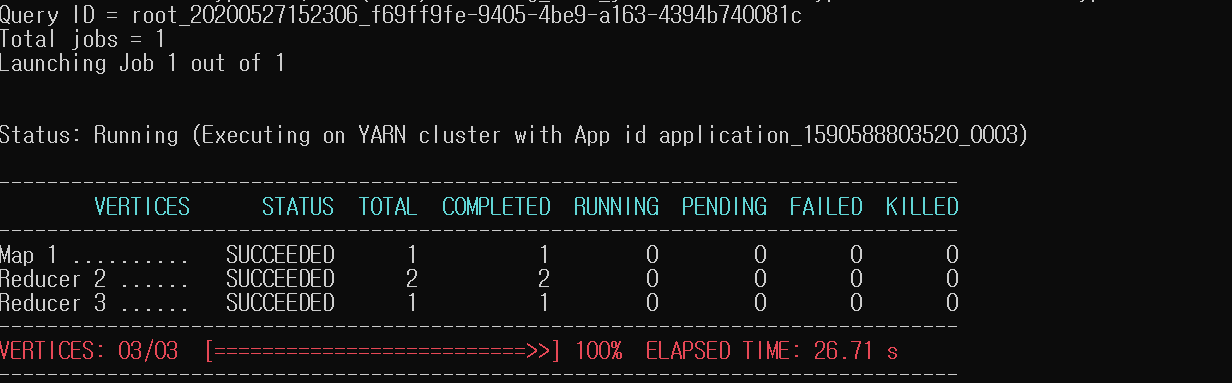 Query ID = root_20200527152306_f69ff9fe-9405-4be9-a163-4394b740081c
Total jobs = 1
Launching Job 1 out of 1
Status: Running (Executing on YARN cluster with App id application_1590588803520_0003)
--------------------------------------------------------------------------------
VERTICES STATUS TOTAL COMPLETED RUNNING PENDING FAILED KILLED
--------------------------------------------------------------------------------
Map 1 .......... SUCCEEDED 1 1 0 0 0 0
Reducer 2 ...... SUCCEEDED 2 2 0 0 0 0
Reducer 3 ...... SUCCEEDED 1 1 0 0 0 0
--------------------------------------------------------------------------------
VERTICES: 03/03 [==========================>>] 100% ELAPSED TIME: 26.71 s
--------------------------------------------------------------------------------